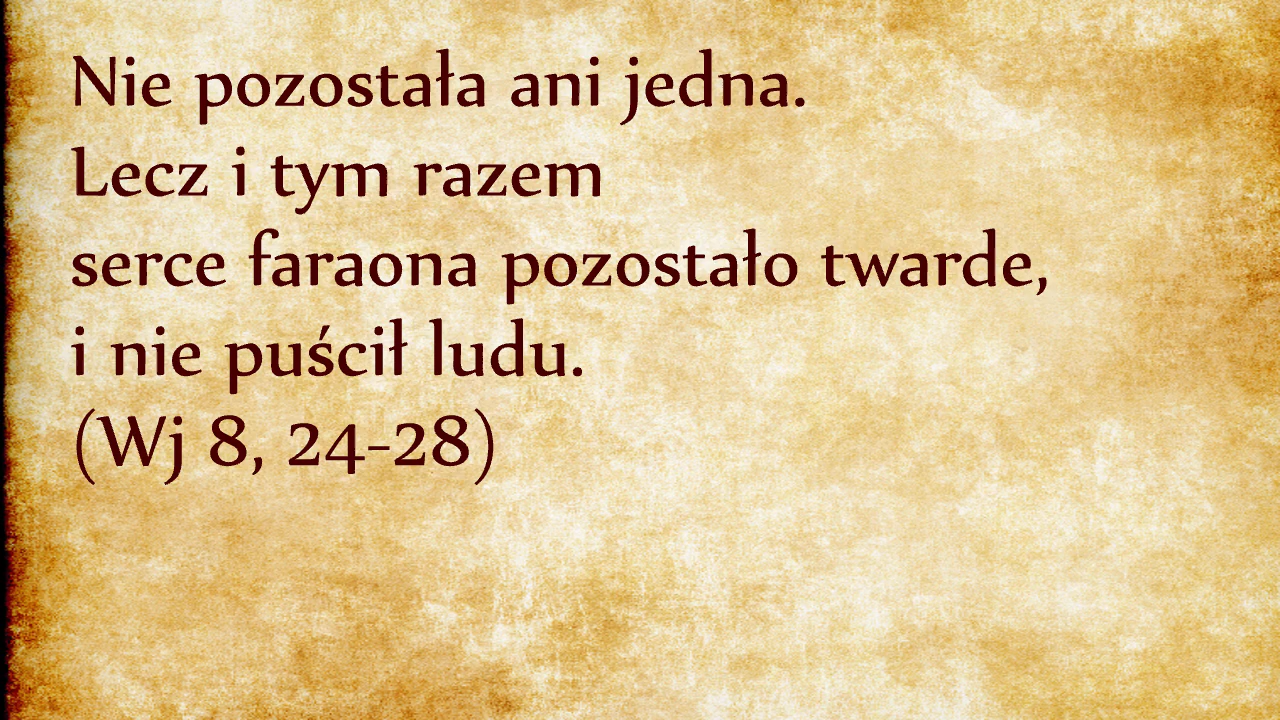 Nie pozostała ani jedna.
Lecz i tym razem
serce faraona pozostało twarde,
i nie puścił ludu.
(Wj 8, 24-28)